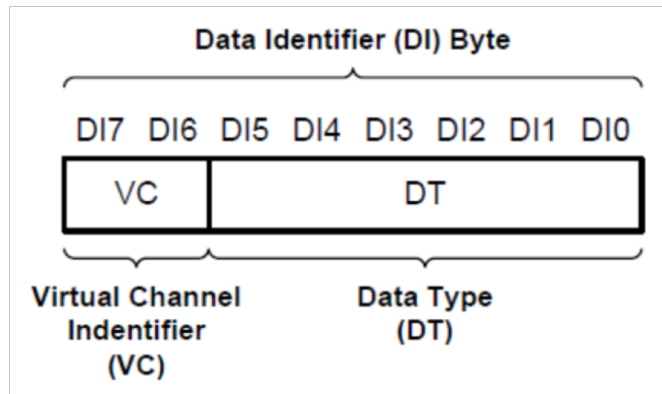 Data Identifier (DI) Byte
DI7 DI6 DI5 DI4 DI3 DI2 DI1 DI0
VC DT
Virtual Channel
Indentifier
(VC)
Data Type
(DT)